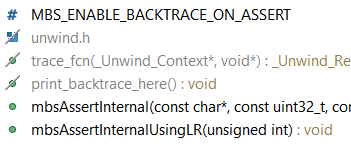 # MBS_ENABLE_BACKTRACE_ON_ASSERT
unwind.h
trace_fcn(_Unwind_Context*, void*) : _Unwind_Re
print_backtrace_here() : void
mbsAssertInternal(const char*, const uint32_t, co
mbsAssertInternalUsingLR(unsigned int) : void